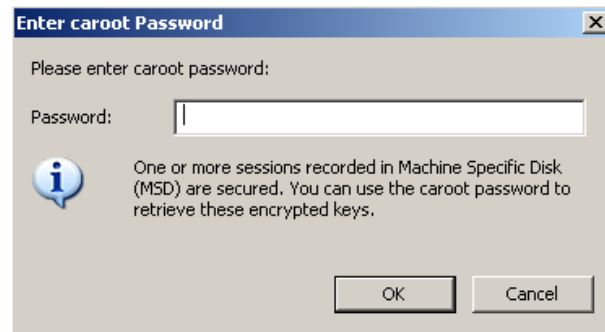 Enter caroot Password
Please enter caroot password:
Password:
One or more sessions recorded in Machine Specific Disk
(MSD) are secured. You can use the caroot password to
retrieve these encrypted keys.
OK Cancel